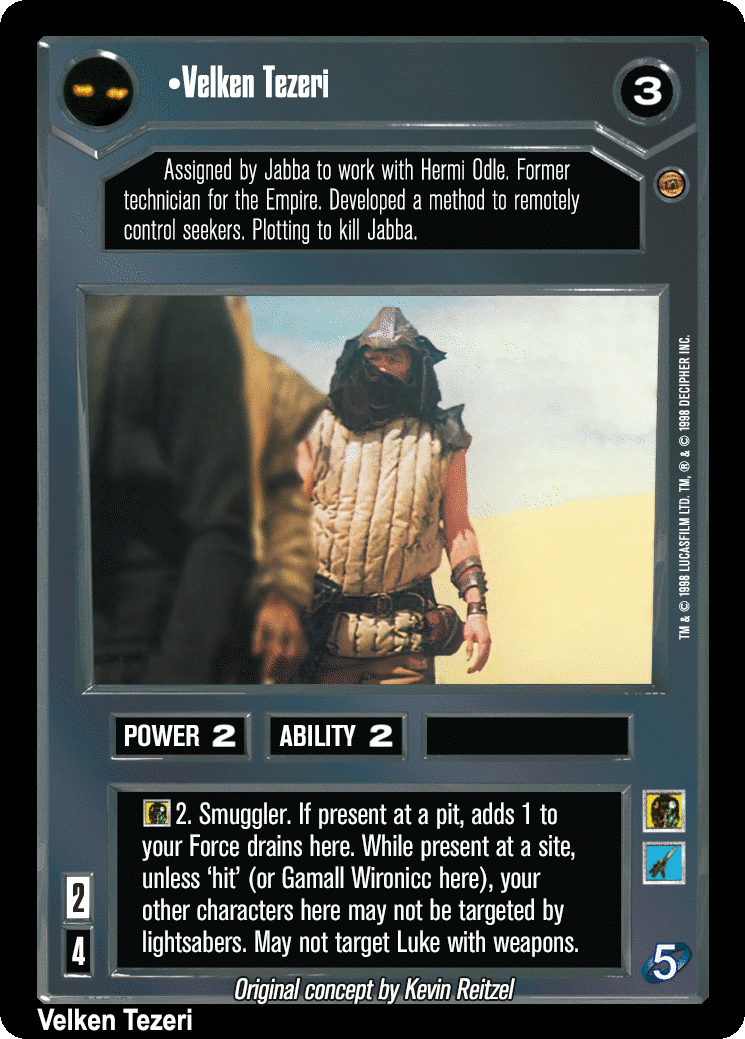 •Velken Tezeri
3
Assigned by Jabba to work with Hermi Odle. Former
technician for the Empire. Developed a method to remotely
control seekers. Plotting to kill Jabba.
TM & © 1998 LUCASFILM LTD. TM, ® & © 1998 DECIPHER INC.
POWER 2
ABILITY 2
2. Smuggler. If present at a pit, adds 1 to
your Force drains here. While present at a site,
unless ‘hit’ (or Gamall Wironicc here), your
other characters here may not be targeted by
lightsabers. May not target Luke with weapons.
2
4
5
Original concept by Kevin Reitzel
Velken Tezeri